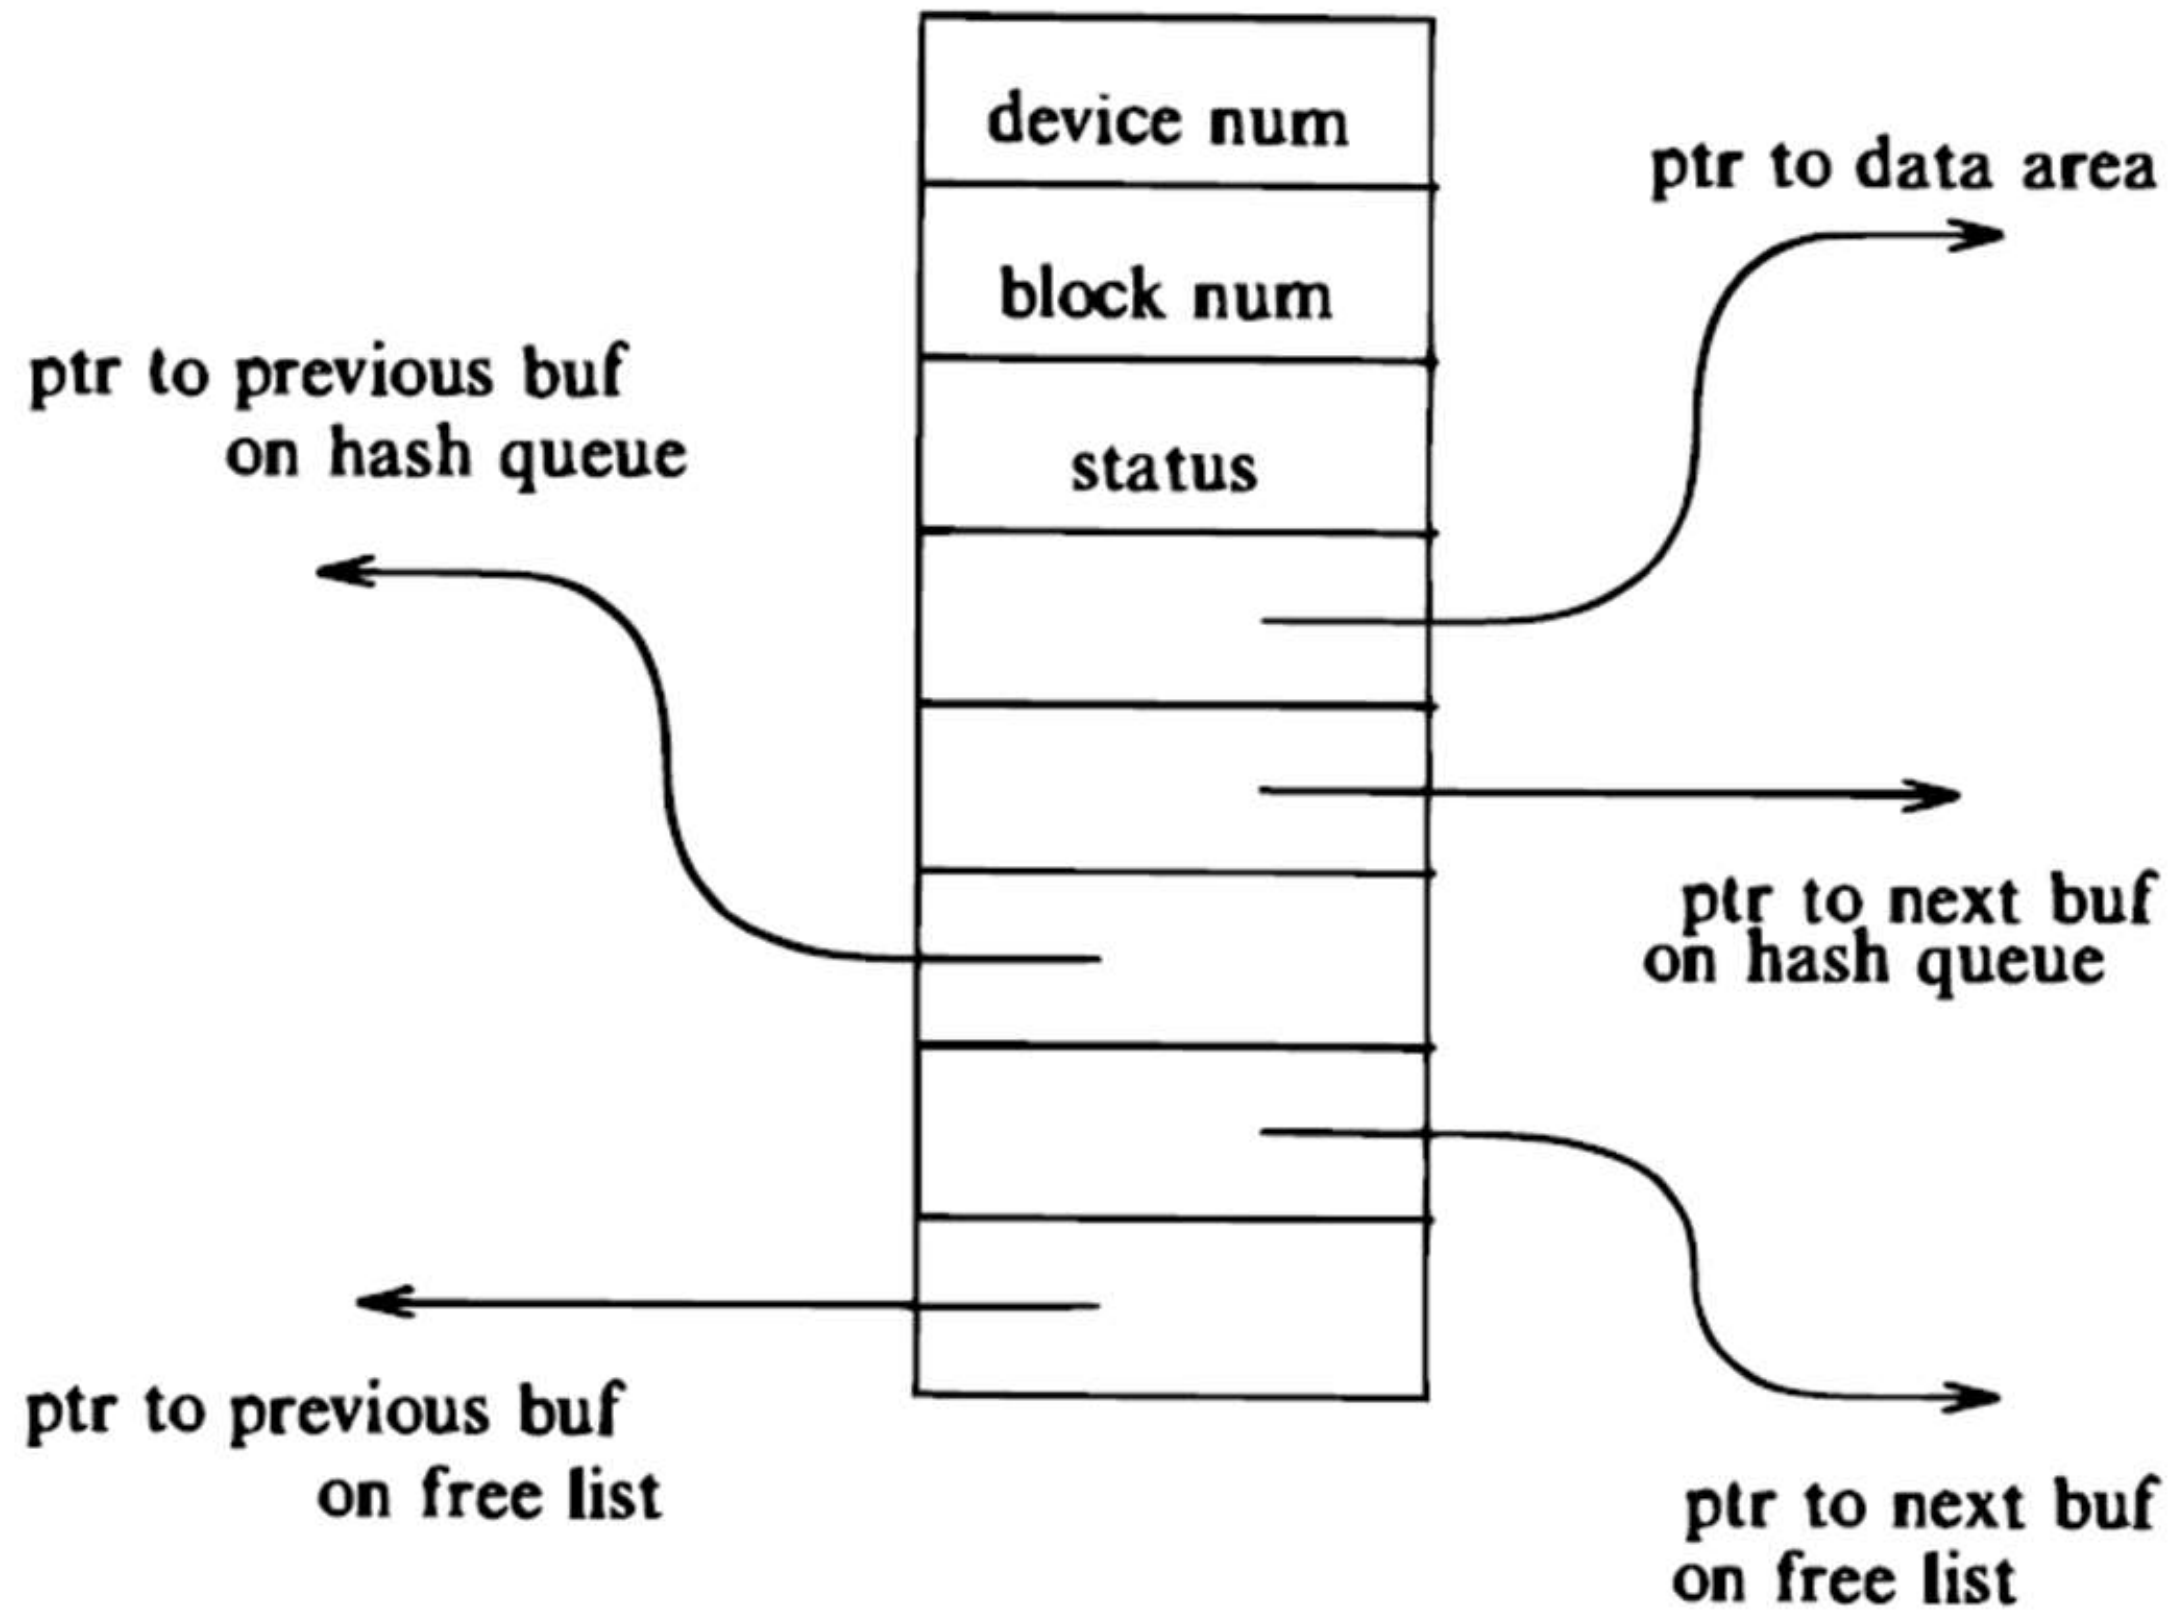 device num
ptr to data area
block num
ptr to previous buf
on hash queue
status
ptr to next buf
on hash queue
ptr to previous buf
on free list
ptr to next buf
on free list